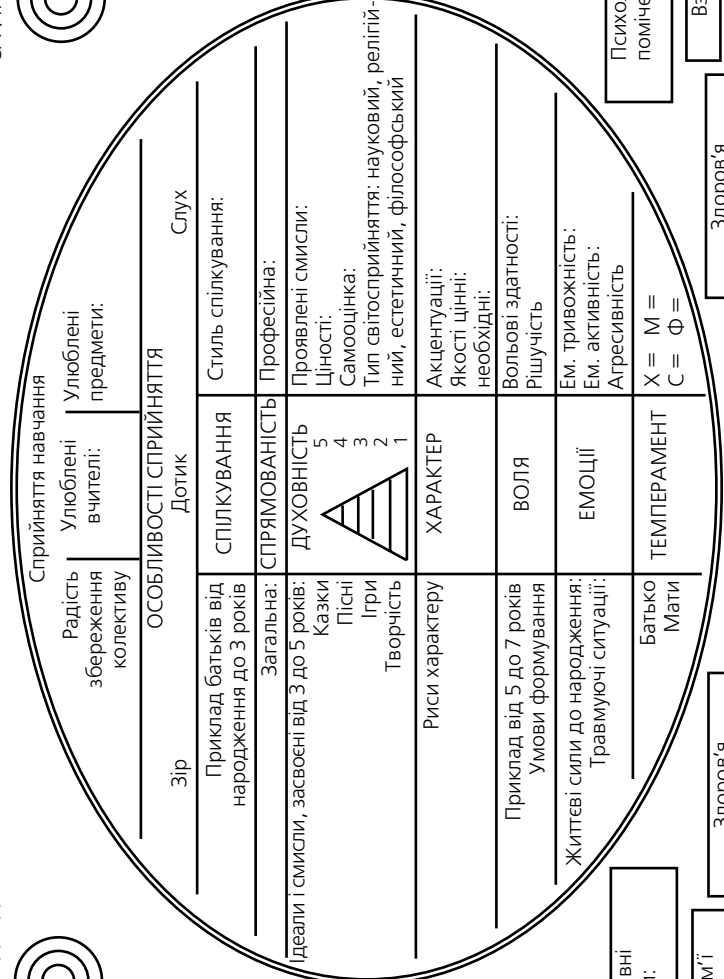 Сприйняття навчання
Радість
збереження
колективу
Улюблені
вчителі:
Улюблені
предмети:
ОСОБЛИВОСТІ СПРИЙНЯТТЯ
Зір
Дотик
Слух
Приклад батьків від
народження до 3 років
СПІЛКУВАННЯ
Стиль спілкування:
Загальна:
СПРЯМОВАНІСТЬ
Професійна:
Ідеали і смисли, засвоєні від 3 до 5 років:
Казки
Пісні
Ігри
Творчість
ДУХОВНІСТЬ
5
4
3
2
1
Проявлені смисли:
Цінності:
Самооцінка:
Тип світосприйняття: науковий, релігій-
ний, естетичний, філософський
Риси характеру
ХАРАКТЕР
Акцентуації:
Якості цінні:
необхідні:
Приклад від 5 до 7 років
Умови формування
ВОЛЯ
Вольові здатності:
Рішучість
Життєві сили до народження:
Травмуючі ситуації:
ЕМОЦІЇ
Ем. тривожність:
Ем. активність:
Агресивність
Батько
Мати
ТЕМПЕРАМЕНТ
Х = М =
С = Ф =
Здоров'я
Здоров'я